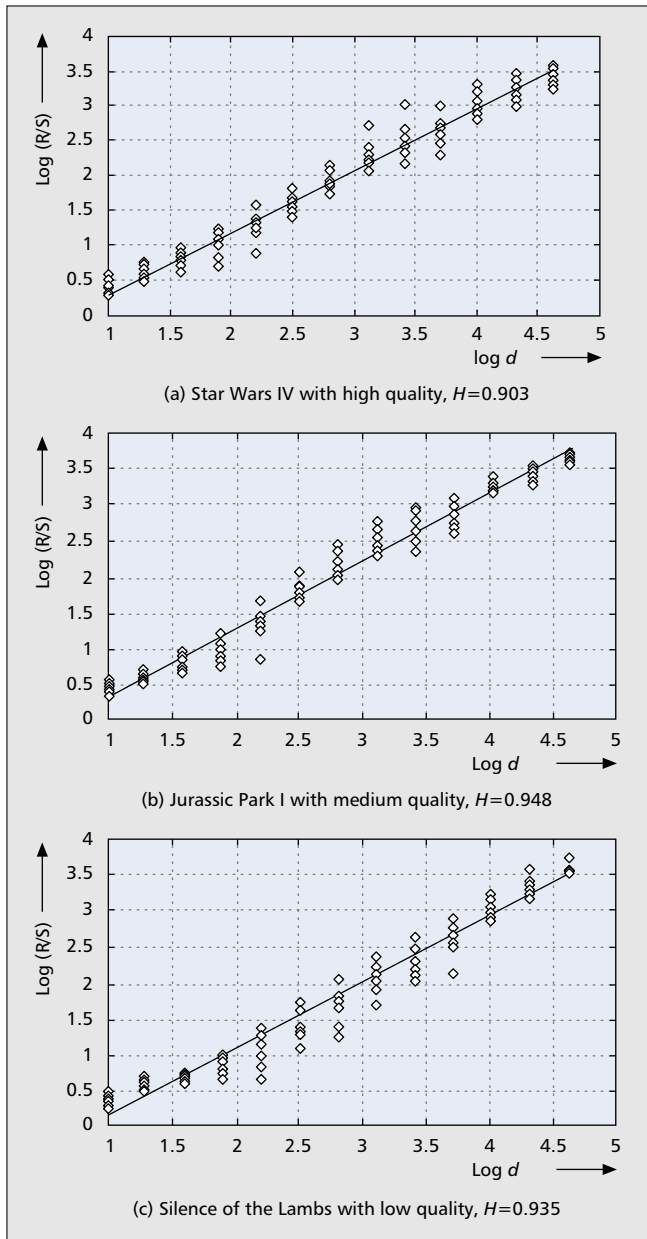 4
3.5
3
2.5
2
1.5
1
0.5
0
Log (R/S)
1 1.5 2 2.5 3 3.5 4 4.5 5
log d
(a) Star Wars IV with high quality, H=0.903
4
3.5
3
2.5
2
1.5
1
0.5
0
Log (R/S)
1 1.5 2 2.5 3 3.5 4 4.5 5
Log d
(b) Jurassic Park I with medium quality, H=0.948
4
3.5
3
2.5
2
1.5
1
0.5
0
Log (R/S)
1 1.5 2 2.5 3 3.5 4 4.5 5
Log d
(c) Silence of the Lambs with low quality, H=0.935